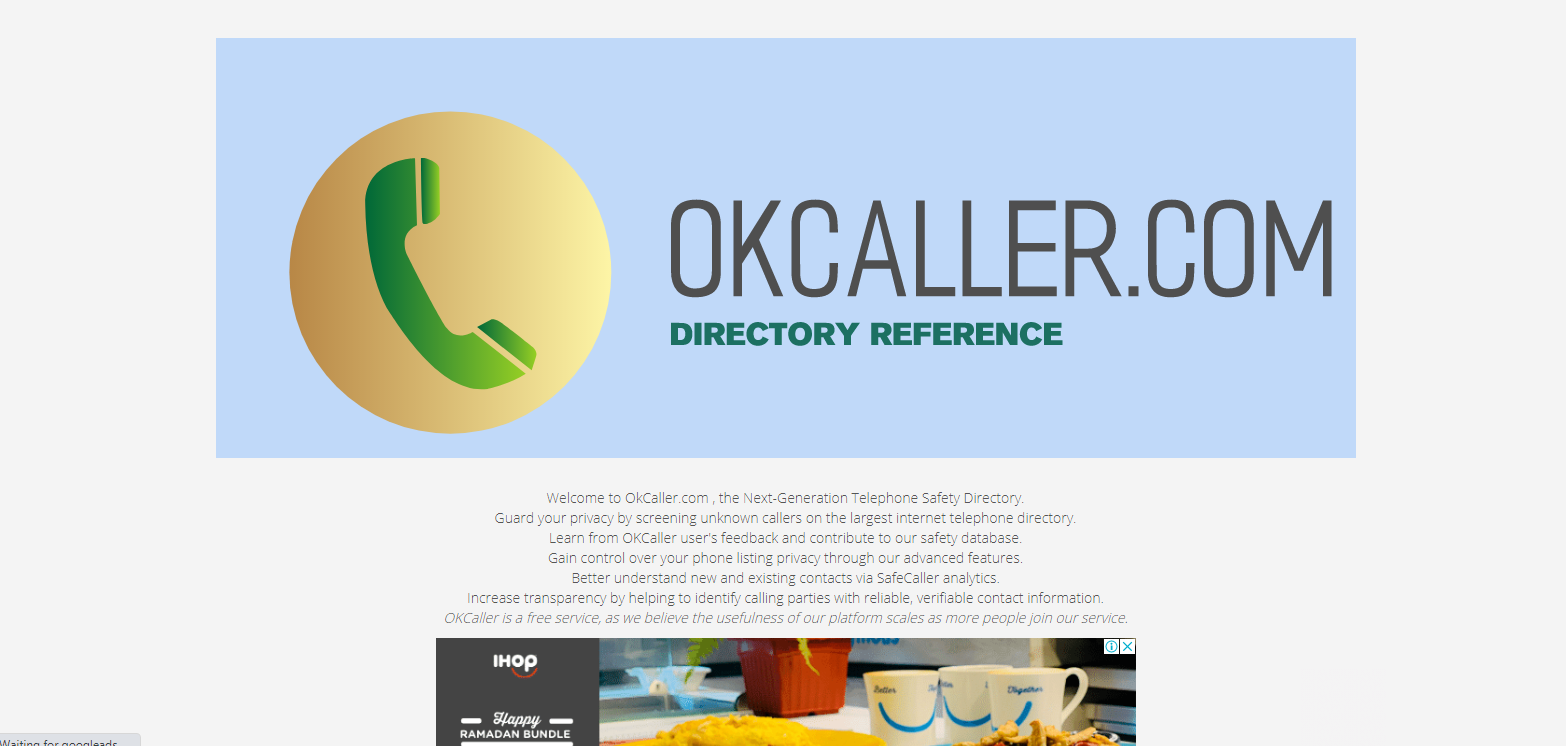 OKCALLER.COM
DIRECTORY REFERENCE
Welcome to OkCaller.com , the Next-Generation Telephone Safety Directory.
Guard your privacy by screening unknown callers on the largest internet telephone directory.
Learn from OKCaller user's feedback and contribute to our safety database.
Gain control over your phone listing privacy through our advanced features.
Better understand new and existing contacts via SafeCaller analytics.
Increase transparency by helping to identify calling parties with reliable, verifiable contact information.
OKCaller is a free service, as we believe the usefulness of our platform scales as more people join our service.
IHOP
Happy
RAMADAN BUNDLE
Better
Together
Waiting for googleads